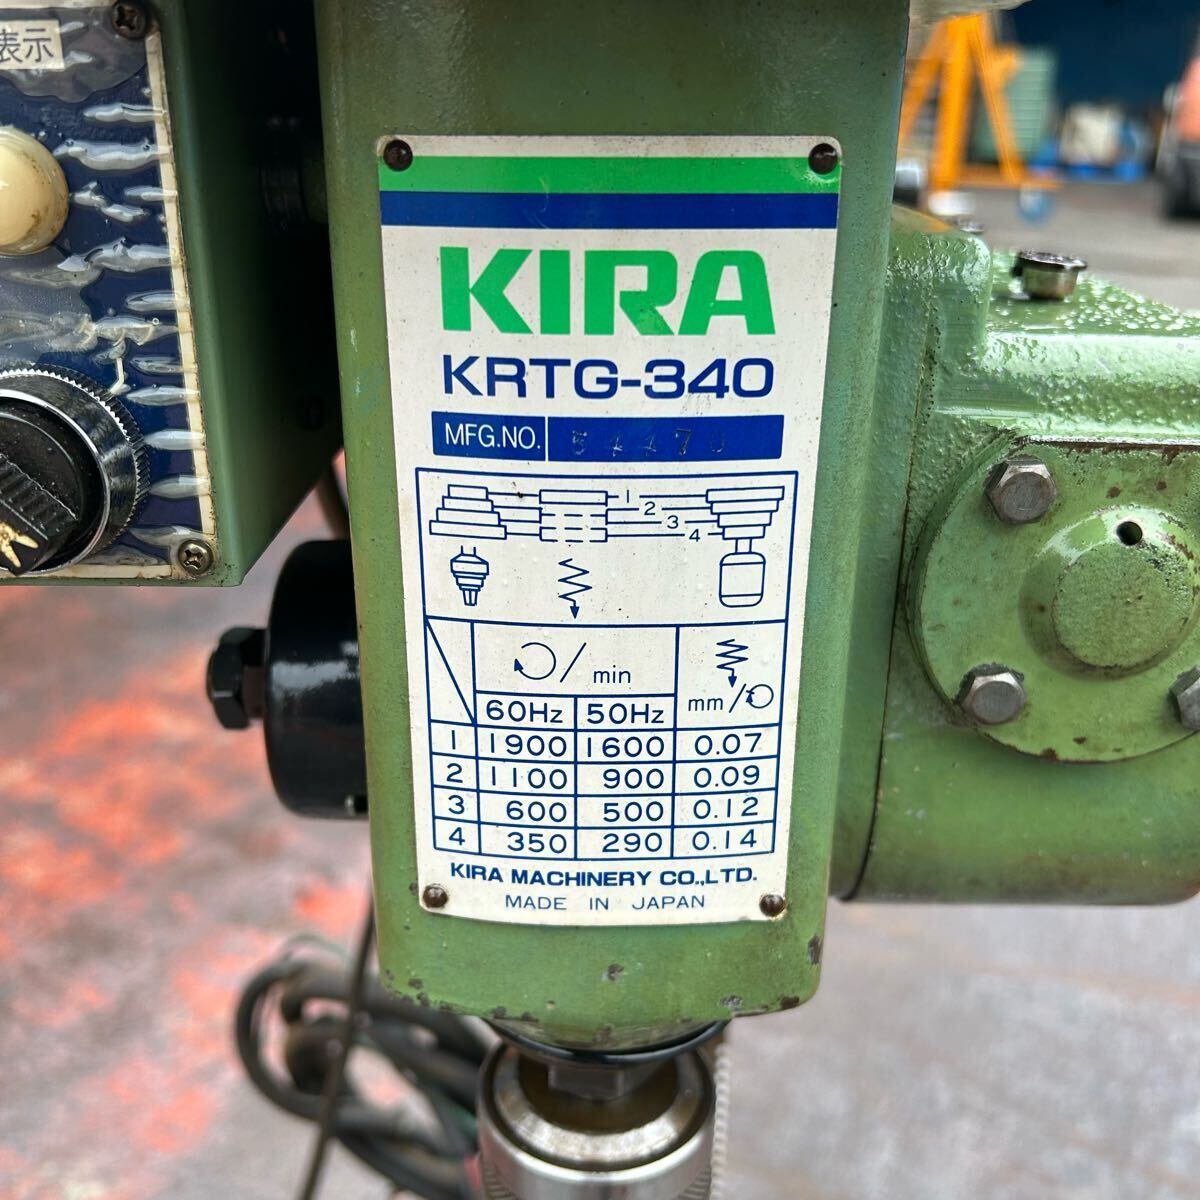 表示
KIRA
KRTG-340
MFG.NO.
1
2
3
4
/min
mm/
60Hz 50Hz
1 1900 1600 0.07
2 1100 900 0.09
3 600 500 0.12
4 350 290 0.14
KIRA MACHINERY CO.,LTD.
MADE IN JAPAN